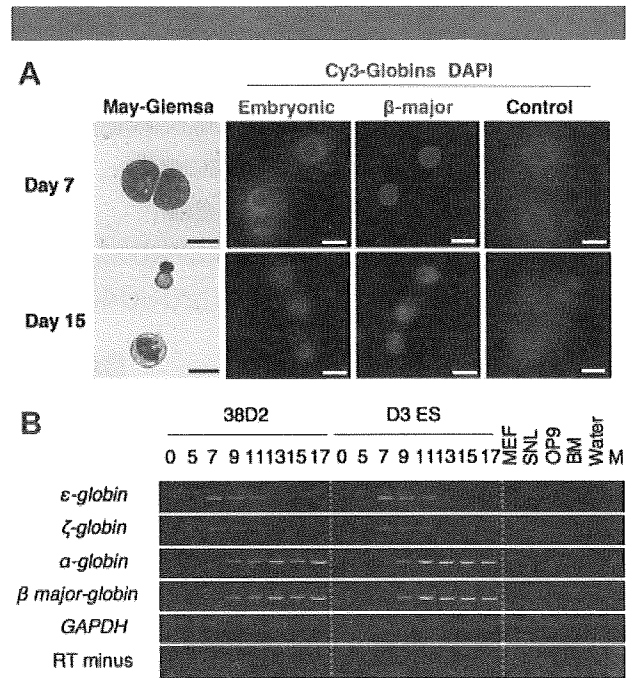 A
Cy3-Globins DAPI
May-Giemsa Embryonic β-major Control
Day 7
Day 15
B
38D2 D3 ES
0 5 7 9 11 13 15 17 0 5 7 9 11 13 15 17 MEF SNL OP9 BM Water M
ε-globin
ζ-globin
α-globin
β major-globin
GAPDH
RT minus